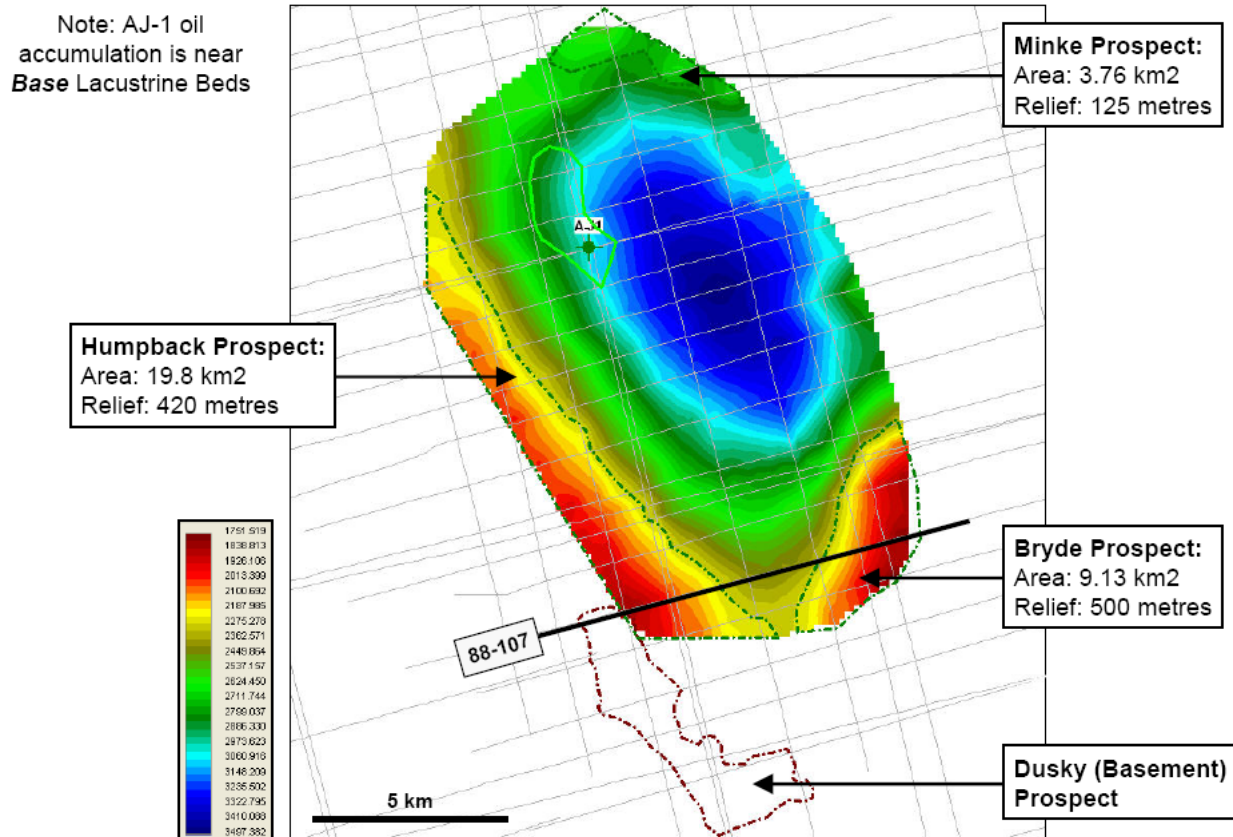 Note: AJ-1 oil
accumulation is near
Base Lacustrine Beds
Minke Prospect:
Area: 3.76 km2
Relief: 125 metres
Humpback Prospect:
Area: 19.8 km2
Relief: 420 metres
1751.519
1838.813
1926.106
2013.399
2100.692
2187.985
2275.278
2362.571
2449.864
2537.157
2624.450
2711.744
2799.037
2886.330
2973.623
3060.916
3148.209
3235.502
3322.795
3410.088
3497.382
Bryde Prospect:
Area: 9.13 km2
Relief: 500 metres
88-107
5 km
Dusky (Basement)
Prospect